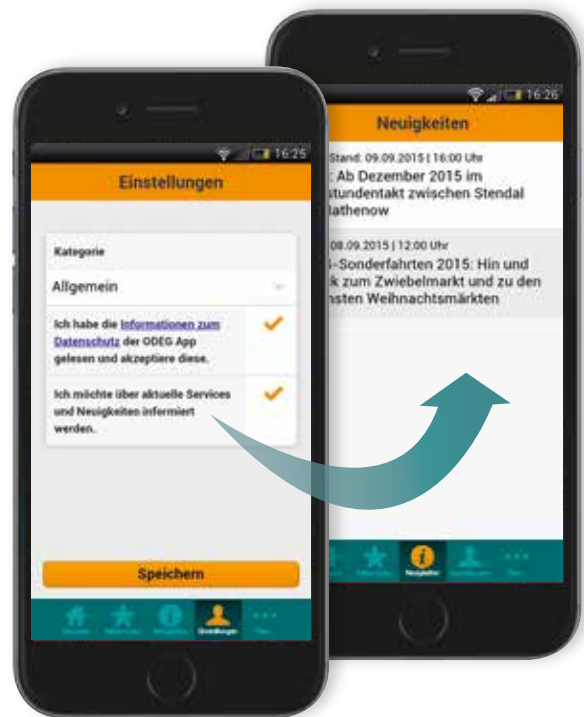 16:25
Einstellungen
Kategorie
Allgemein
Ich habe die Informationen zum
Datenschutz der ODEG App
gelesen und akzeptiere diese.
Ich möchte über aktuelle Services
und Neuigkeiten informiert
werden.
Speichern
Einstellungen
16:26
Neuigkeiten
Stand: 09.09.2015 | 16:00 Uhr
: Ab Dezember 2015 im
stundentakt zwischen Stendal
athenow
08.09.2015 | 12:00 Uhr
-Sonderfahrten 2015: Hin und
k zum Zwiebelmarkt und zu den
nsten Weihnachtsmärkten
Neuigkeiten